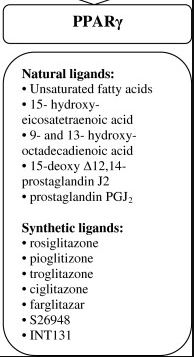 PPARγ
Natural ligands:
• Unsaturated fatty acids
• 15- hydroxy-
eicosatetraenoic acid
• 9- and 13- hydroxy-
octadecadienoic acid
• 15-deoxy Δ12,14-
prostaglandin J2
• prostaglandin PGJ₂
Synthetic ligands:
• rosiglitazone
• pioglitizone
• troglitazone
• ciglitazone
• farglitazar
• S26948
• INT131